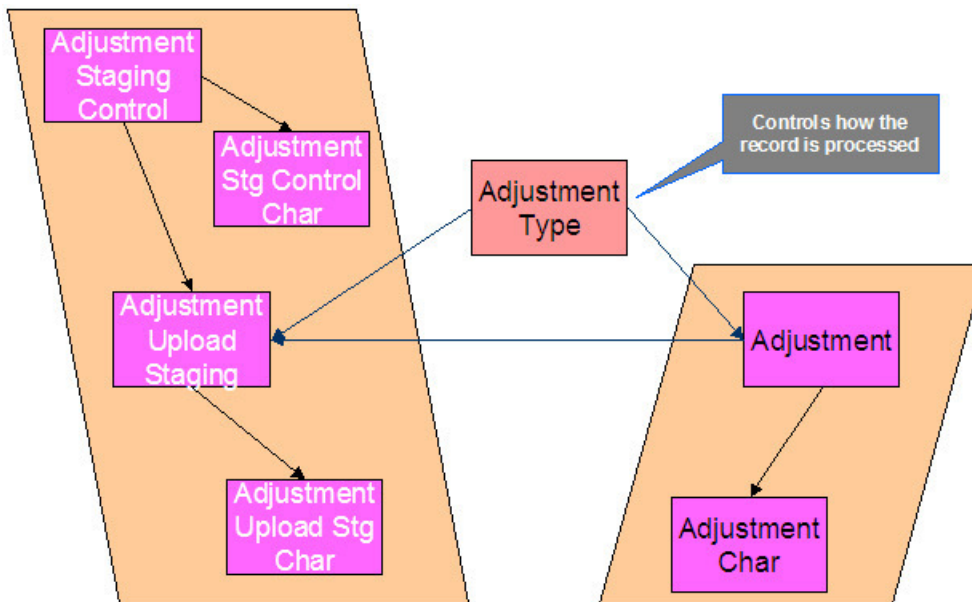 Adjustment
Staging
Control
Adjustment
Stg Control
Char
Controls how the
record is processed
Adjustment
Type
Adjustment
Upload
Staging
Adjustment
Adjustment
Upload Stg
Char
Adjustment
Char